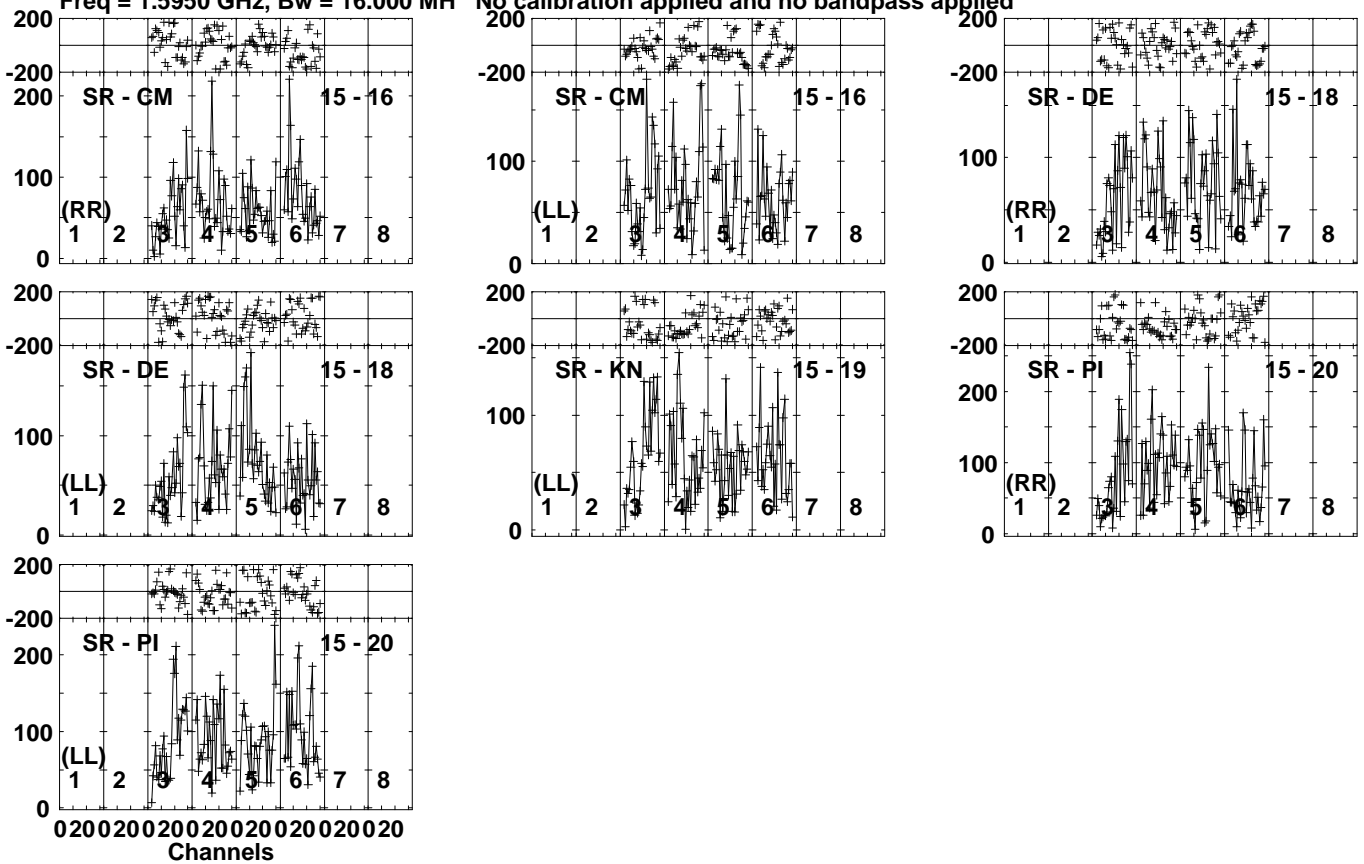 Freq = 1.5950 GHz, Bw = 16.000 MH No calibration applied and no bandpass applied
200
-200
200
SR - CM 15 - 16
100
(RR)
1 2 3 4 5 6 7 8
0
200
-200
SR - CM 15 - 16
100
(LL)
1 2 3 4 5 6 7 8
0
200
-200
SR - DE 15 - 18
100
(RR)
1 2 3 4 5 6 7 8
0
200
-200
SR - DE 15 - 18
100
(LL)
1 2 3 4 5 6 7 8
0
200
-200
SR - KN 15 - 19
100
(LL)
1 2 3 4 5 6 7 8
0
200
-200
SR - PI 15 - 20
200
100
(RR)
1 2 3 4 5 6 7 8
0
200
-200
SR - PI 15 - 20
200
100
(LL)
1 2 3 4 5 6 7 8
0
0 20 0 20 0 20 0 20 0 20 0 20 0 20 0 20
Channels